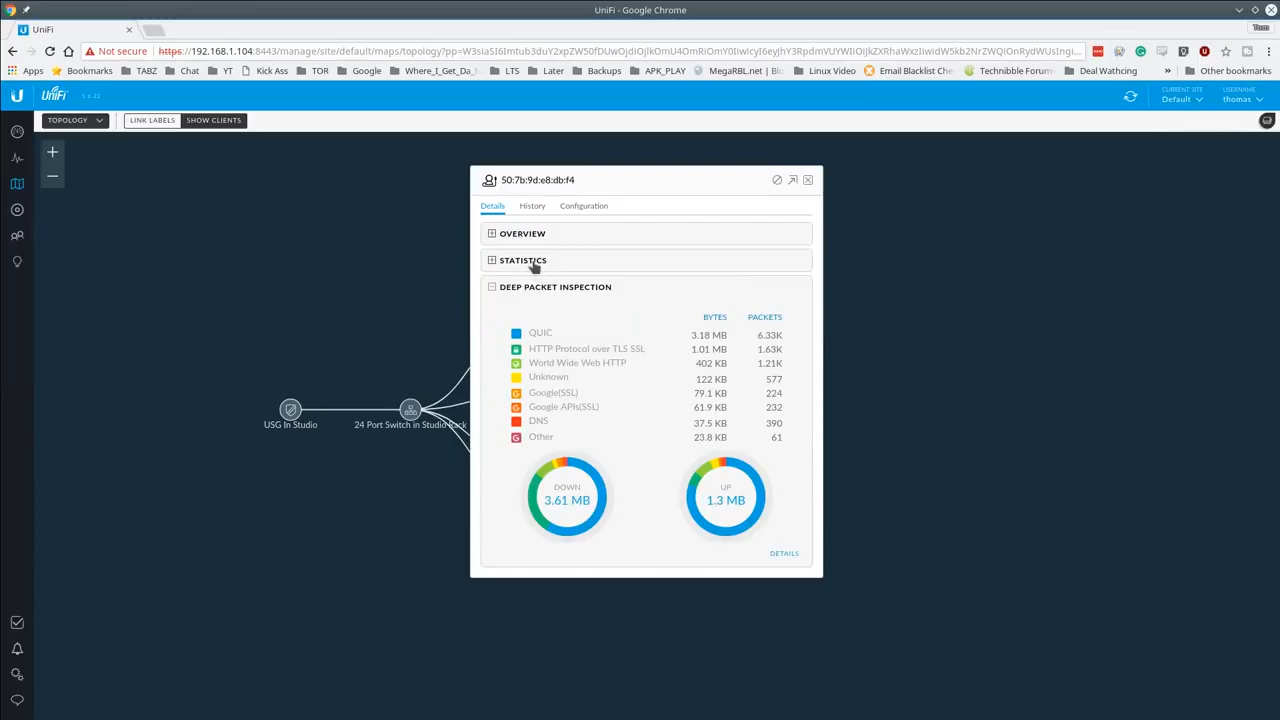 UniFi - Google Chrome
UniFi
Tom
Not secure https://192.168.1.104:8443/manage/site/default/maps/topology?pp=
Apps Bookmarks TABZ Chat YT Kick Ass TOR Google Where_I_Get_Da_ LTS Later Backups APK_PLAY MegaRBL.net | Blo Linux Video Email Blacklist Che Technibble Forum Deal Wathcing » Other bookmarks
UniFi
CURRENT SITE USERNAME
Default thomas
TOPOLOGY LINK LABELS SHOW CLIENTS
50:7b:9d:e8:db:f4
Details History Configuration
OVERVIEW
STATISTICS
DEEP PACKET INSPECTION
BYTES PACKETS
QUIC 3.18 MB 6.33K
HTTP Protocol over TLS SSL 1.01 MB 1.63K
World Wide Web HTTP 402 KB 1.21K
Unknown 122 KB 577
Google(SSL) 79.1 KB 224
Google APIs(SSL) 61.9 KB 232
DNS 37.5 KB 390
Other 23.8 KB 61
USG In Studio
24 Port Switch in Studio Rack
DOWN
3.61 MB
UP
1.3 MB
DETAILS